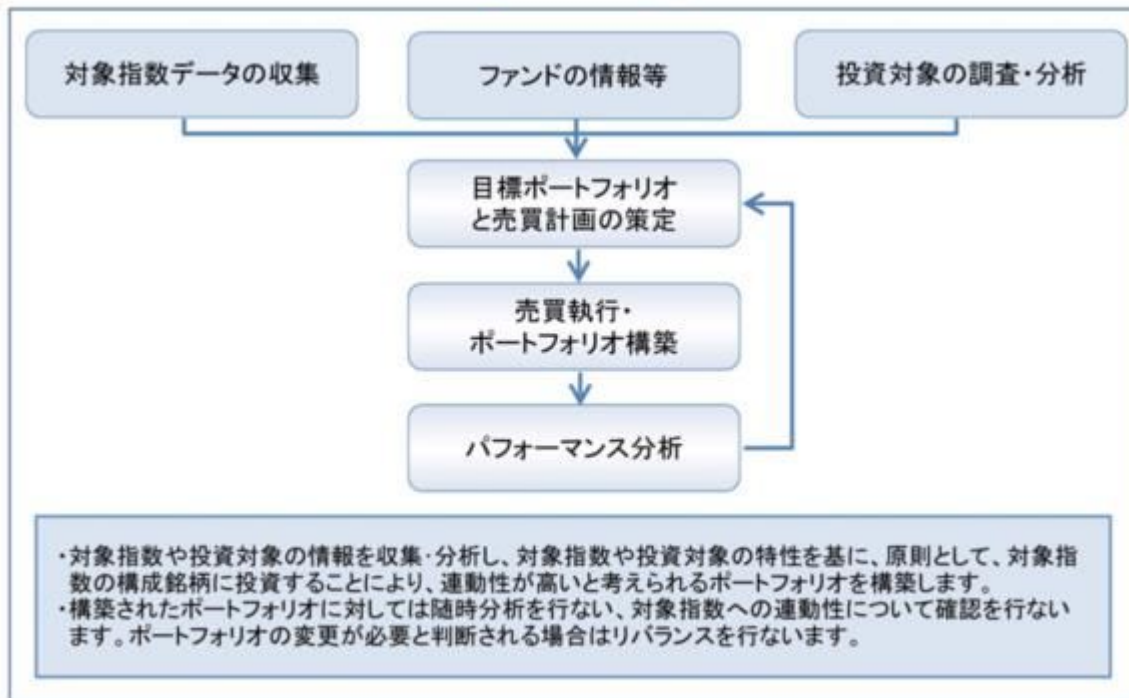 対象指数データの収集
ファンドの情報等
投資対象の調査・分析
目標ポートフォリオ
と売買計画の策定
売買執行・
ポートフォリオ構築
パフォーマンス分析
・対象指数や投資対象の情報を収集・分析し、対象指数や投資対象の特性を基に、原則として、対象指
数の構成銘柄に投資することにより、連動性が高いと考えられるポートフォリオを構築します。
・構築されたポートフォリオに対しては随時分析を行ない、対象指数への連動性について確認を行ない
ます。ポートフォリオの変更が必要と判断される場合はリバランスを行ないます。